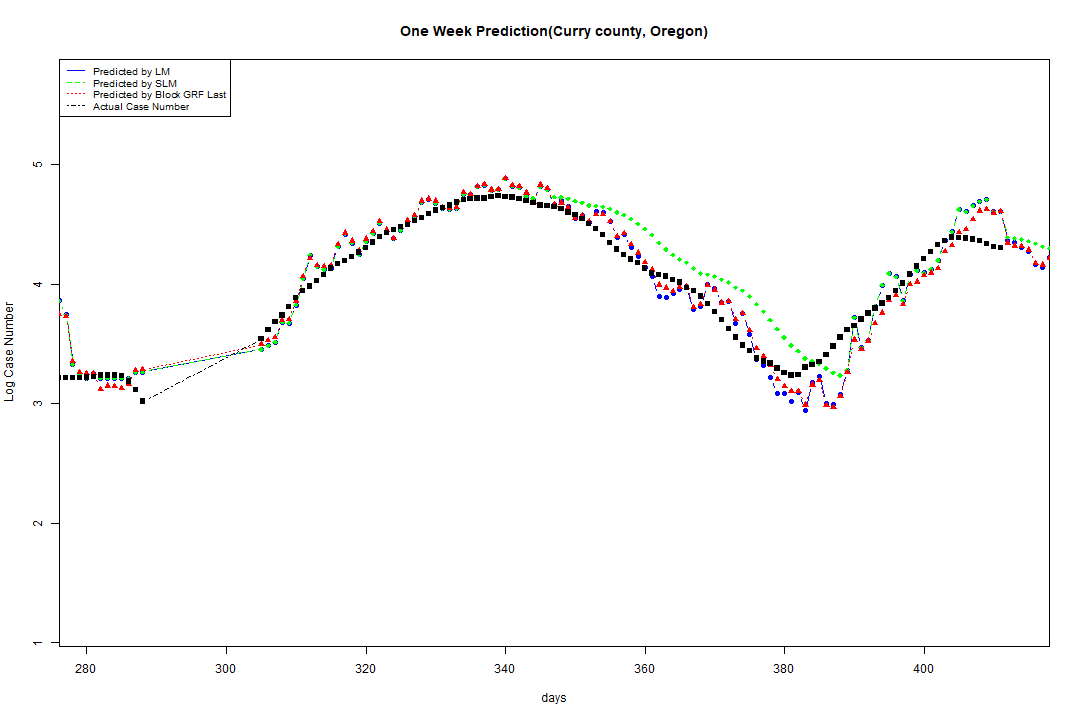 One Week Prediction(Curry county, Oregon)
Predicted by LM
Predicted by SLM
Predicted by Block GRF Last
Actual Case Number
5
4
3
2
1
Log Case Number
280 300 320 340 360 380 400
days